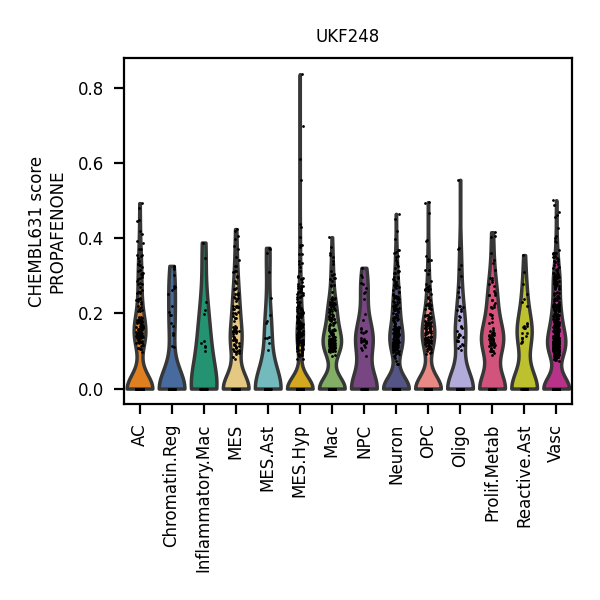 UKF248
CHEMBL631 score
PROPAFENONE
0.8
0.6
0.4
0.2
0.0
AC
Chromatin.Reg
Inflammatory.Mac
MES
MES.Ast
MES.Hyp
Mac
NPC
Neuron
OPC
Oligo
Prolif.Metab
Reactive.Ast
Vasc